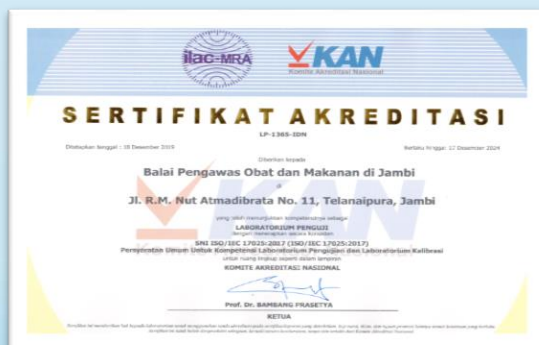 ilac-MRA
KAN
Komite Akreditasi Nasional
SERTIFIKAT AKREDITASI
LP-1365-IDN
Ditetapkan tanggal : 18 Desember 2019
Berlaku hingga: 17 Desember 2024
Diberikan kepada
Balai Pengawas Obat dan Makanan di Jambi
di
Jl. R.M. Nut Atmadibrata No. 11, Telanaipura, Jambi
yang telah menunjukkan kompetensinya sebagai
LABORATORIUM PENGUJI
dengan menerapkan secara konsisten
SNI ISO/IEC 17025:2017 (ISO/IEC 17025:2017)
Persyaratan Umum Untuk Kompetensi Laboratorium Pengujian dan Laboratorium Kalibrasi
untuk ruang lingkup seperti dalam lampiran
KOMITE AKREDITASI NASIONAL
Prof. Dr. BAMBANG PRASETYA
KETUA